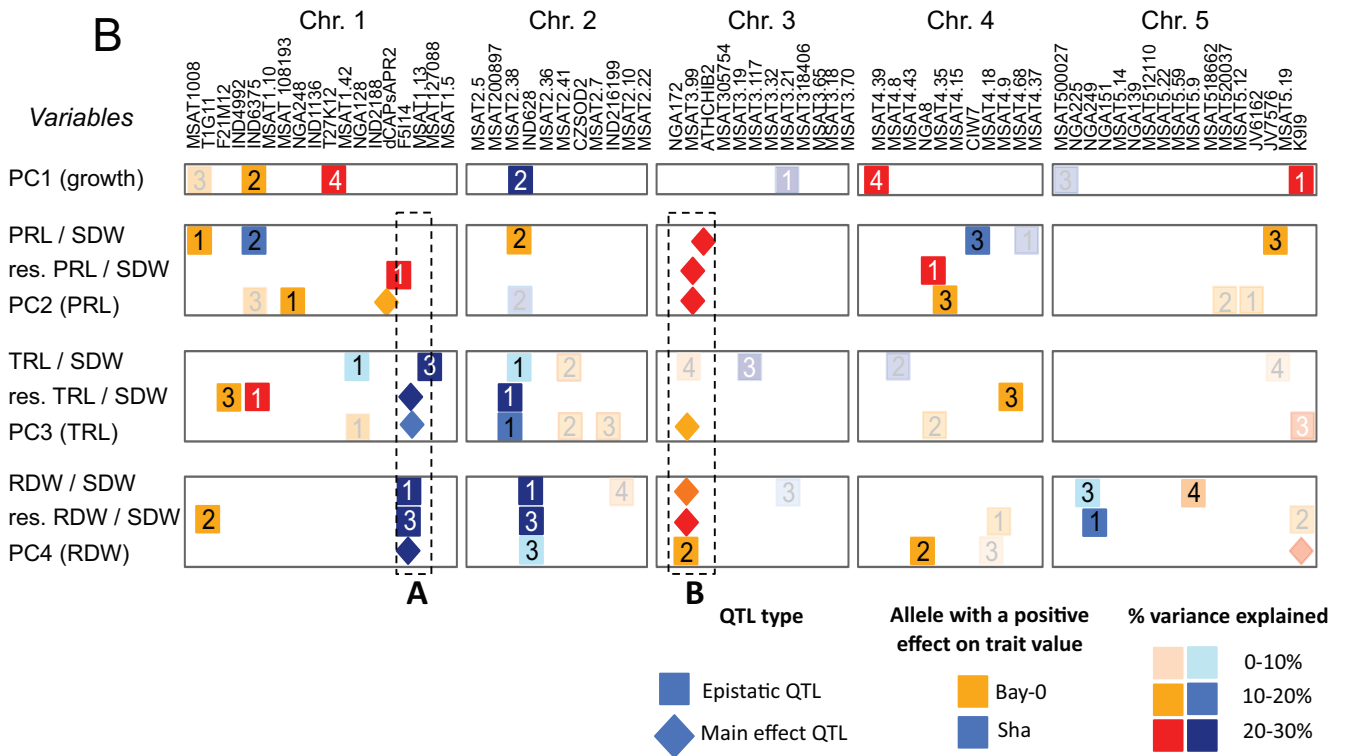 B
Chr. 1 Chr. 2 Chr. 3 Chr. 4 Chr. 5
Variables
MSAT1008 T1G11 F21M12 IND4992 IND6375 MSAT1.10 MSAT 108193 NGA248 IND1136 T27K12 MSAT1.42 NGA128 IND2188 dCAPsAPR2 F5I14 MSAT1.13 MSAT127088 MSAT1.5
MSAT2.5 MSAT200897 MSAT2.38 IND628 MSAT2.36 MSAT2.41 CZSOD2 MSAT2.7 IND216199 MSAT2.10 MSAT2.22
NGA172 MSAT3.99 ATHCHIB2 MSAT305754 MSAT3.19 MSAT3.117 MSAT3.32 MSAT3.21 MSAT318406 MSAT3.65 MSAT3.18 MSAT3.70
MSAT4.39 MSAT4.8 MSAT4.43 NGA8 MSAT4.35 MSAT4.15 CIW7 MSAT4.18 MSAT4.9 MSAT4.68 MSAT4.37
MSAT500027 NGA225 NGA249 NGA151 MSAT5.14 NGA139 MSAT512110 MSAT5.22 MSAT5.59 MSAT5.9 MSAT518662 MSAT520037 MSAT5.12 JV6162 JV7576 MSAT5.19 K9I9
PC1 (growth) 3 2 4 2 1 4 3 1
PRL / SDW 1 2 2 3 1 3
res. PRL / SDW 1 1
PC2 (PRL) 3 1 2 3 2 1
TRL / SDW 1 3 1 2 4 3 2 4
res. TRL / SDW 3 1 1 3
PC3 (TRL) 1 1 2 3 2 3
RDW / SDW 1 1 4 3 3 4
res. RDW / SDW 2 3 3 1 1 2
PC4 (RDW) 3 2 2 3
A B
QTL type
Epistatic QTL
Main effect QTL
Allele with a positive
effect on trait value
Bay-0
Sha
% variance explained
0-10%
10-20%
20-30%